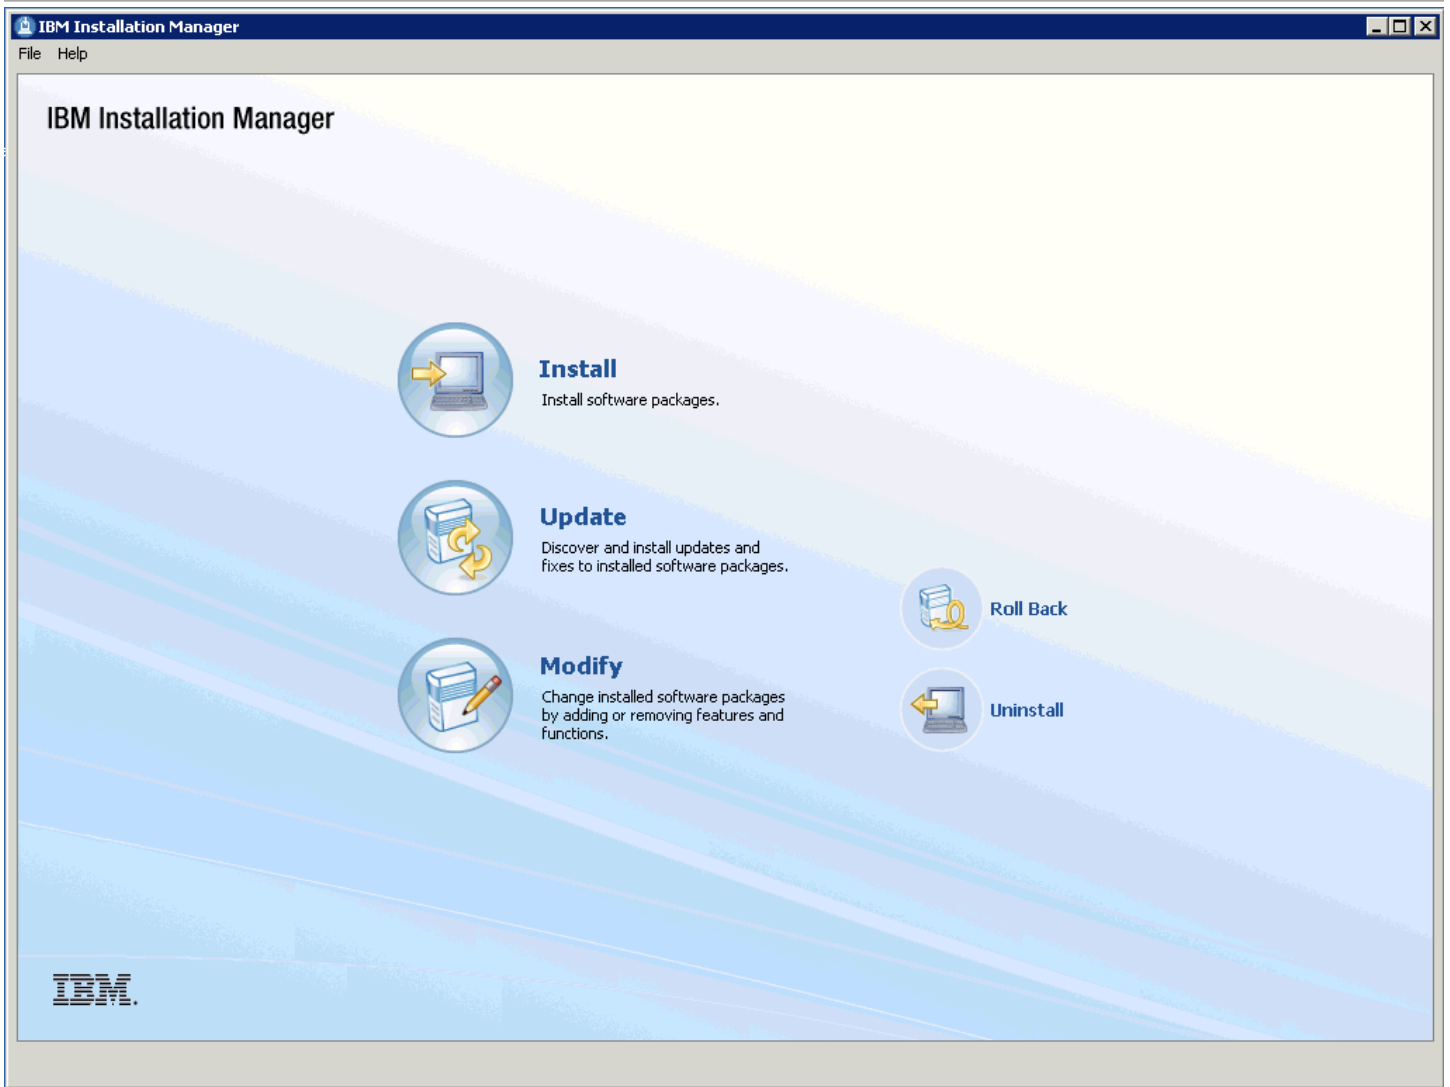 IBM Installation Manager
File Help
IBM Installation Manager
Install
Install software packages.
Update
Discover and install updates and
fixes to installed software packages.
Roll Back
Modify
Change installed software packages
by adding or removing features and
functions.
Uninstall
IBM.